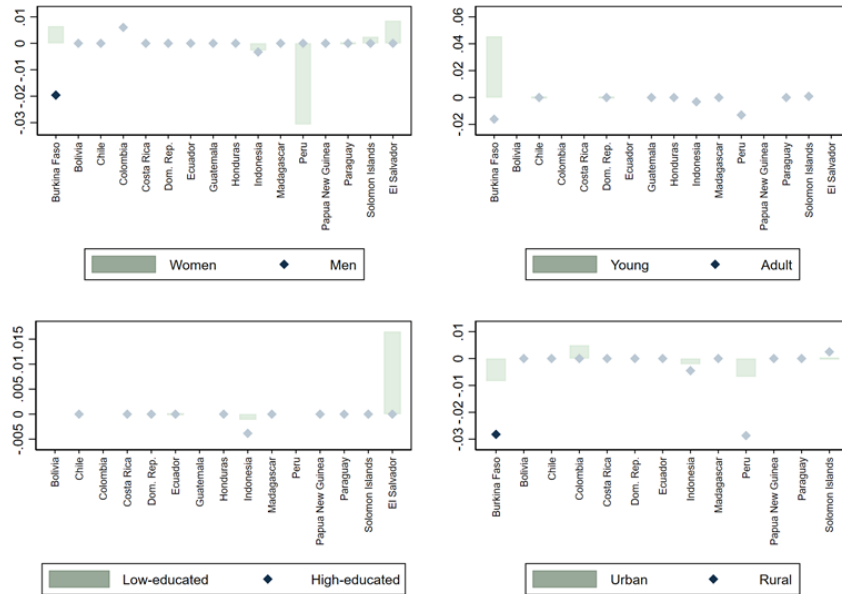 .01
0
-.01
-.02
-.03
Burkina Faso
Bolivia
Chile
Colombia
Costa Rica
Dom. Rep.
Ecuador
Guatemala
Honduras
Indonesia
Madagascar
Peru
Papua New Guinea
Paraguay
Solomon Islands
El Salvador
Women
Men
.06
.04
.02
0
-.02
Burkina Faso
Bolivia
Chile
Colombia
Costa Rica
Dom. Rep.
Ecuador
Guatemala
Honduras
Indonesia
Madagascar
Peru
Papua New Guinea
Paraguay
Solomon Islands
El Salvador
Young
Adult
.015
.01
.005
0
-.005
Bolivia
Chile
Colombia
Costa Rica
Dom. Rep.
Ecuador
Guatemala
Honduras
Indonesia
Madagascar
Peru
Papua New Guinea
Paraguay
Solomon Islands
El Salvador
Low-educated
High-educated
.01
0
-.01
-.02
-.03
Burkina Faso
Bolivia
Chile
Colombia
Costa Rica
Dom. Rep.
Ecuador
Indonesia
Madagascar
Peru
Papua New Guinea
Paraguay
Solomon Islands
Urban
Rural